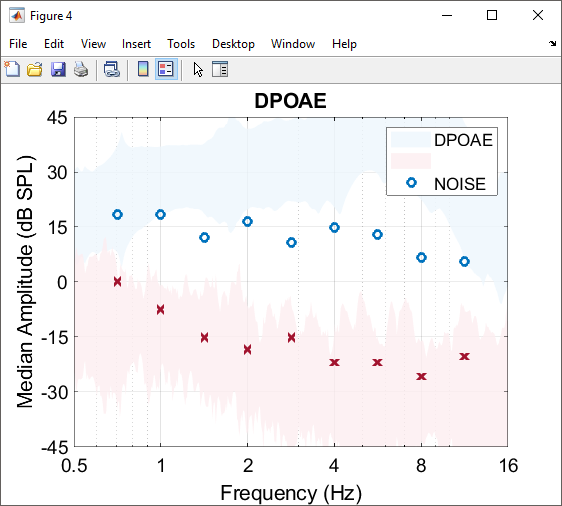 Figure 4
File Edit View Insert Tools Desktop Window Help
DPOAE
45
30
15
0
-15
-30
-45
Median Amplitude (dB SPL)
DPOAE
NOISE
0.5 1 2 4 8 16
Frequency (Hz)